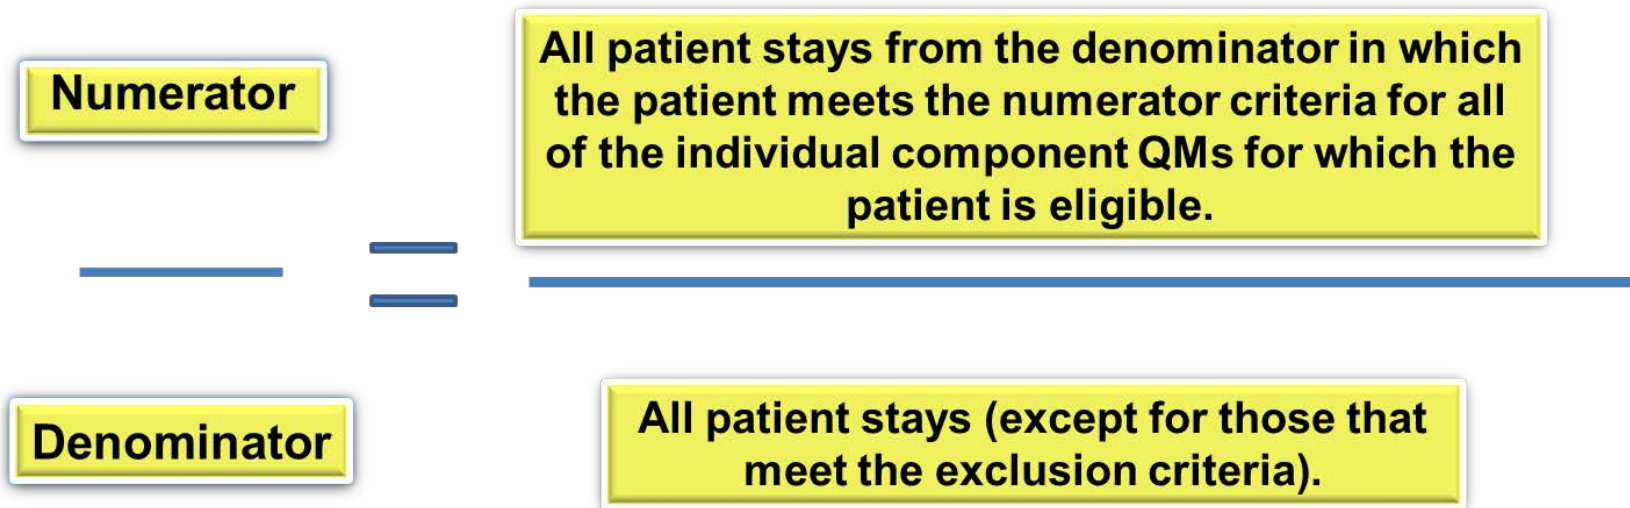 Numerator
All patient stays from the denominator in which
the patient meets the numerator criteria for all
of the individual component QMs for which the
patient is eligible.
Denominator
All patient stays (except for those that
meet the exclusion criteria).